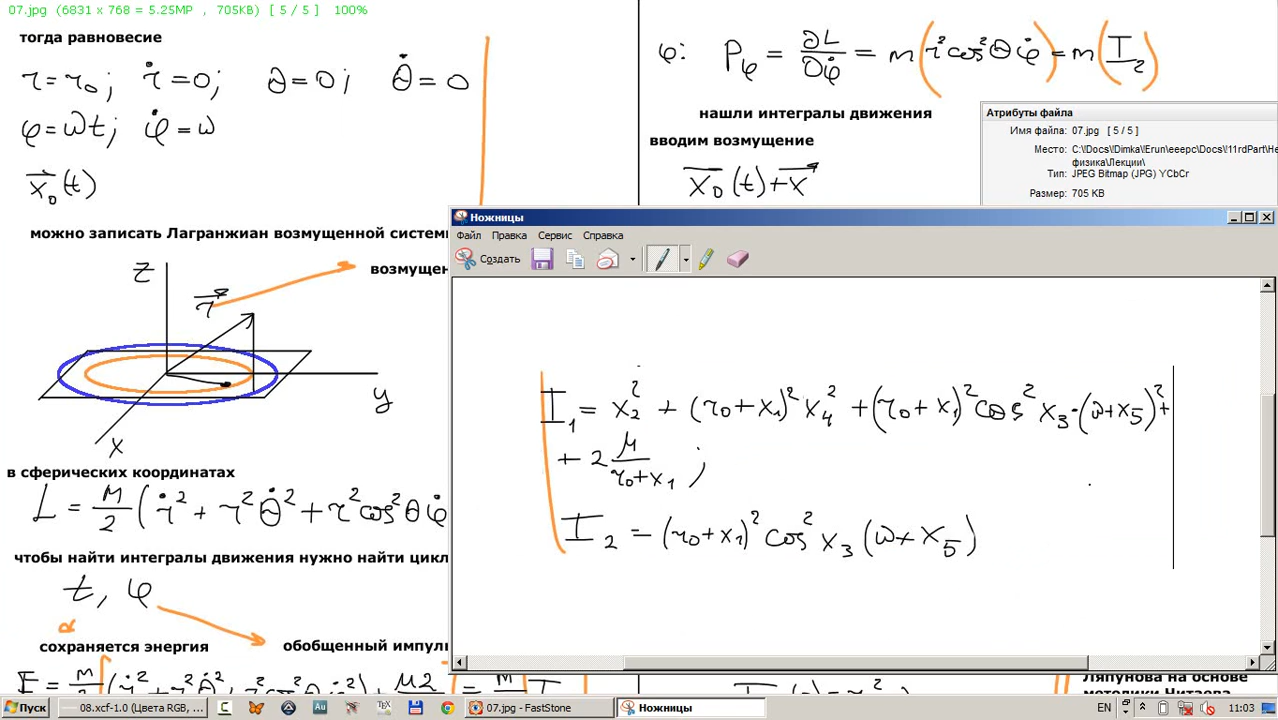 07.jpg (6831 x 768 = 5.25MP , 705KB) [ 5 / 5 ] 100%
тогда равновесие
r = r₀; ṙ = 0; θ = 0; θ̇ = 0
φ = ωt; φ̇ = ω
x₀(t)
можно записать Лагранжиан возмущенной систем
возмущен
z
r
y
x
в сферических координатах
L = m/2 (ṙ² + r²θ̇² + r²cos²θφ̇
чтобы найти интегралы движения нужно найти цикл
t, φ
сохраняется энергия
обобщенный импул
φ: P_φ = ∂L/∂φ̇ = m(r²cos²θφ̇) = m(I₂)
нашли интегралы движения
вводим возмущение
x₀(t) + x
Атрибуты файла
Имя файла: 07.jpg [ 5 / 5 ]
Место: C:\Docs\!Dimka\Erun\eeepc\Docs\!11rdPart\Не
физика\Лекции\
Тип: JPEG Bitmap (JPG) YCbCr
Размер: 705 KB
Ножницы
Файл Правка Сервис Справка
Создать
I₁ = x₂² + (r₀+x₁)² x₄² + (r₀+x₁)² cos² x₃·(ω+x₅)² +
+ 2 μ/(r₀+x₁) ;
I₂ = (r₀+x₁)² cos² x₃ (ω+x₅)
Ляпунова на основе
методики Четаева
Пуск
08.xcf-1.0 (Цвета RGB, ...
07.jpg - FastStone ...
Ножницы
EN
11:03